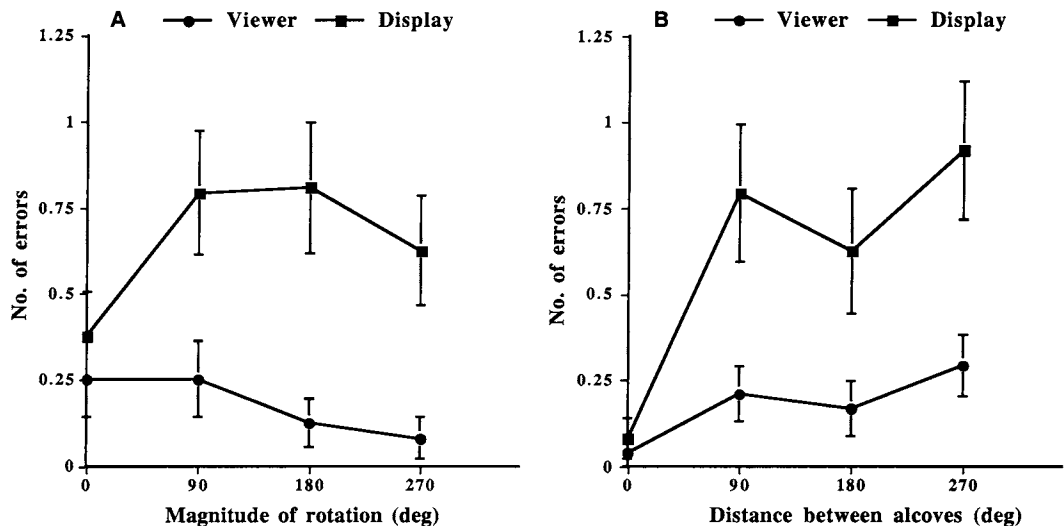 A
Viewer
Display
1.25
1
0.75
0.5
0.25
0
No. of errors
0
90
180
270
Magnitude of rotation (deg)
B
Viewer
Display
1.25
1
0.75
0.5
0.25
0
No. of errors
0
90
180
270
Distance between alcoves (deg)